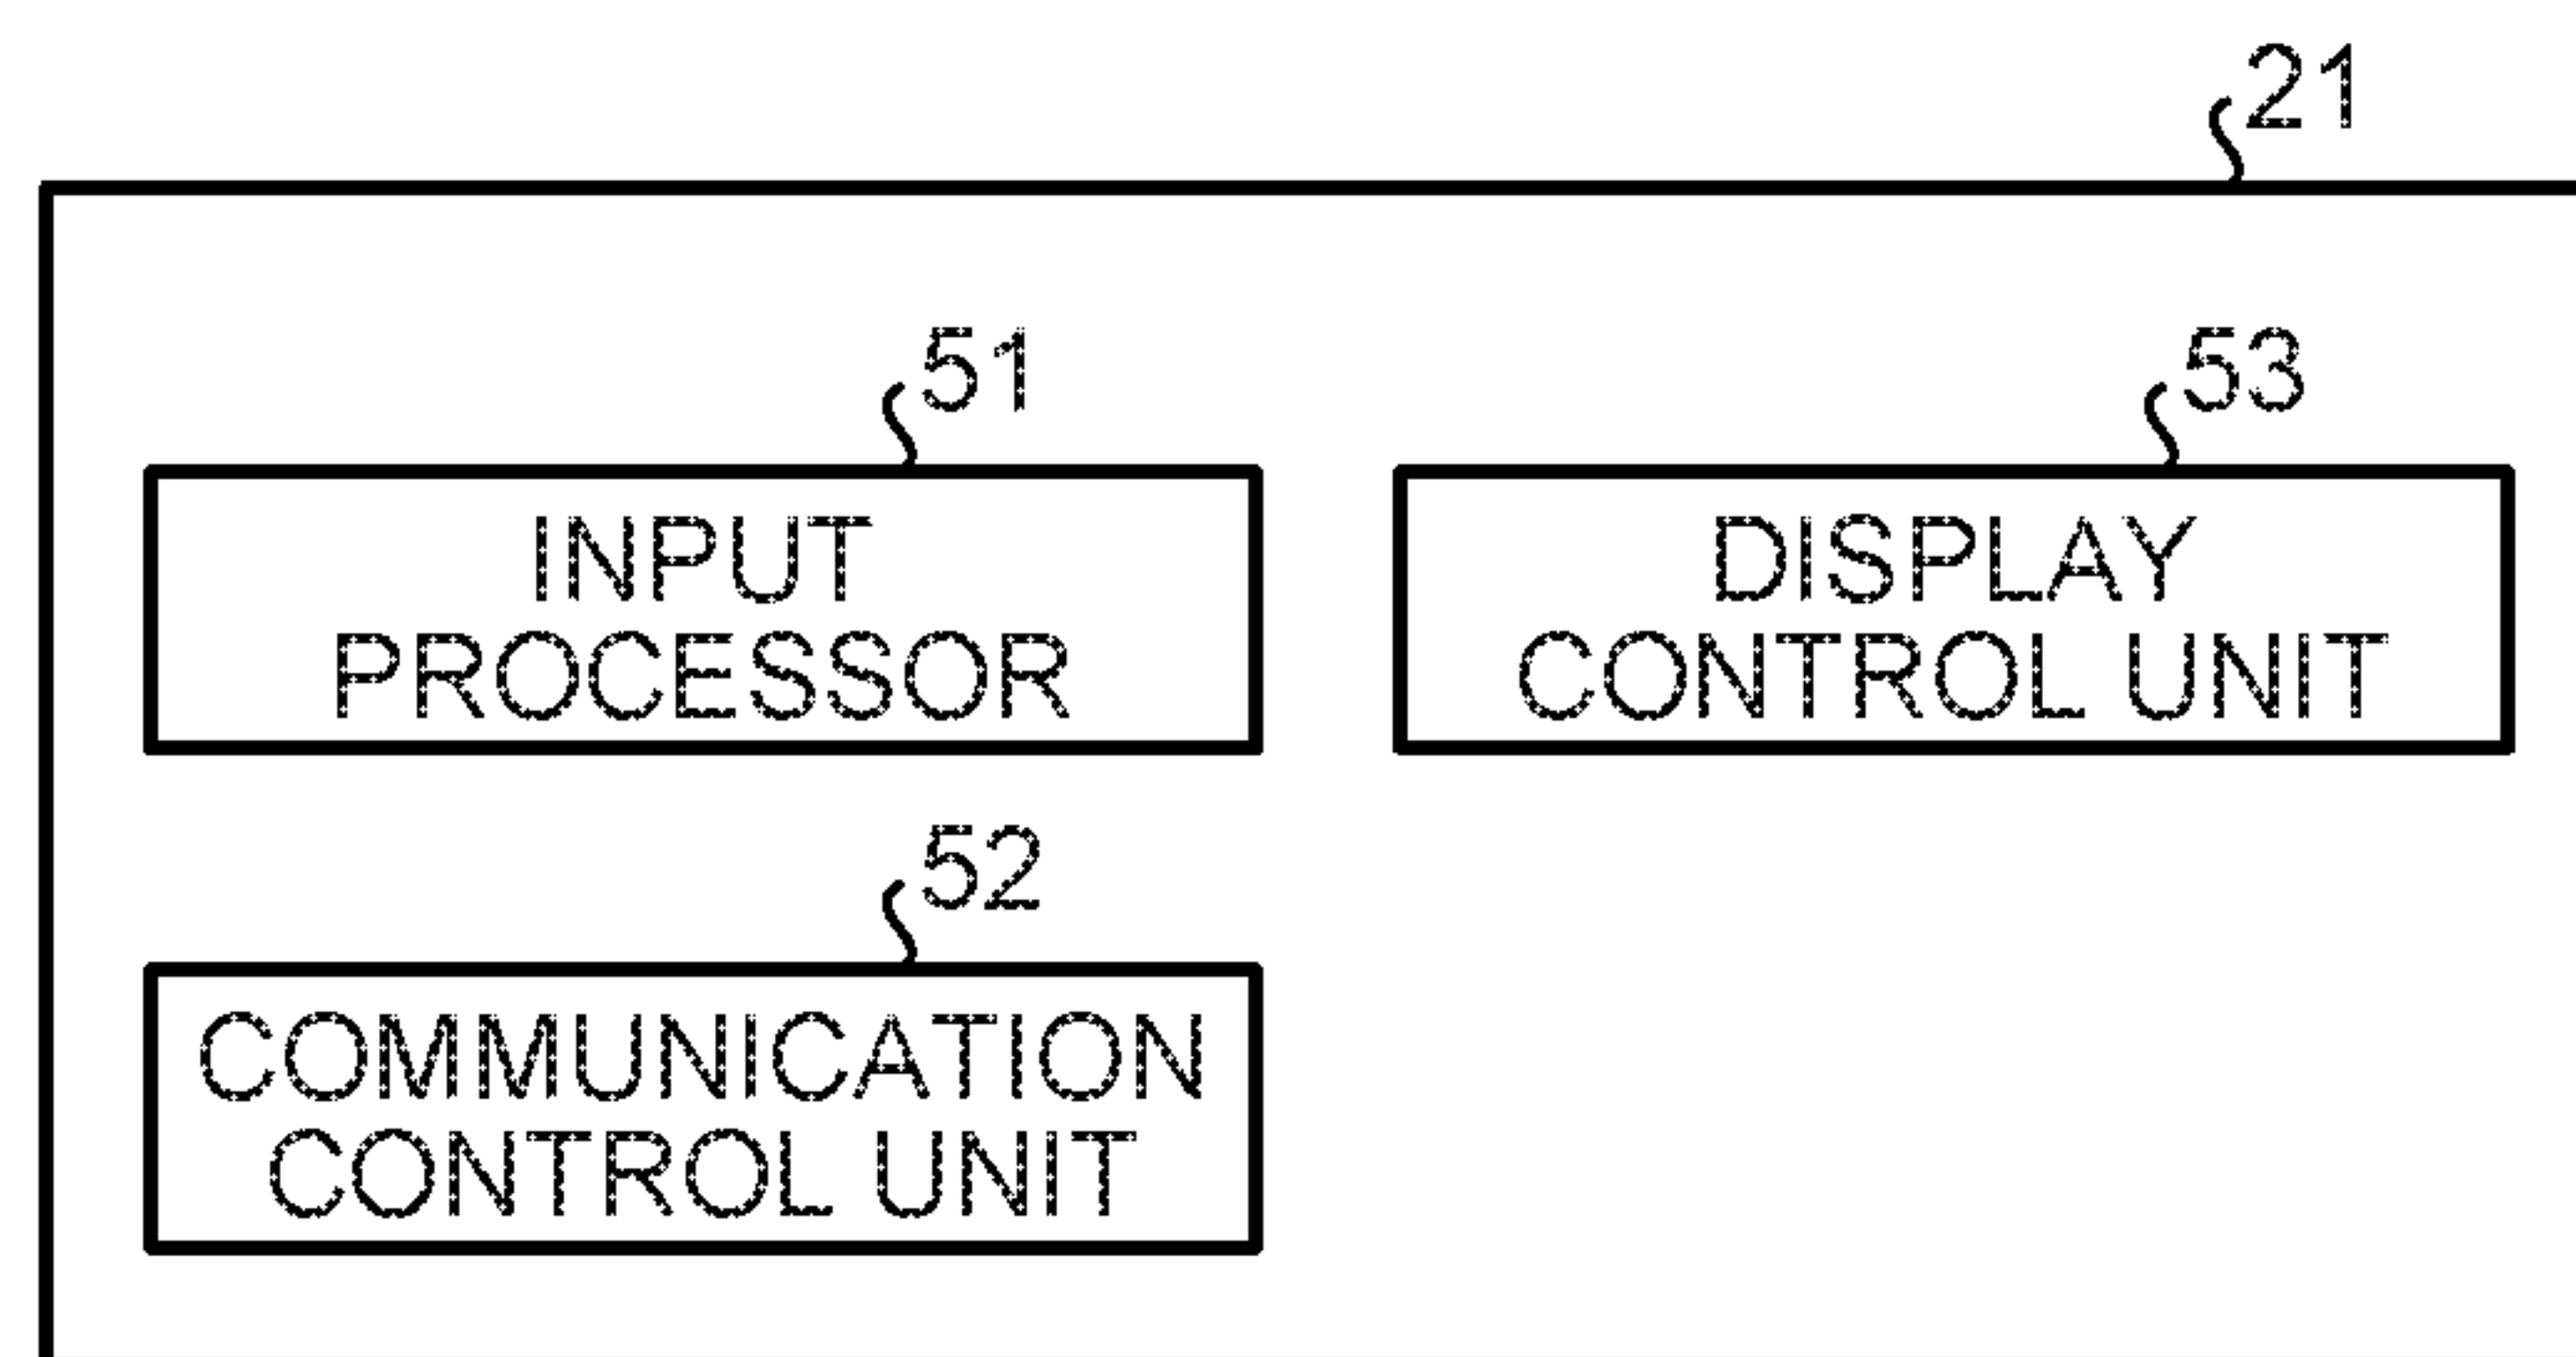 21
51
INPUT
PROCESSOR
53
DISPLAY
CONTROL UNIT
52
COMMUNICATION
CONTROL UNIT